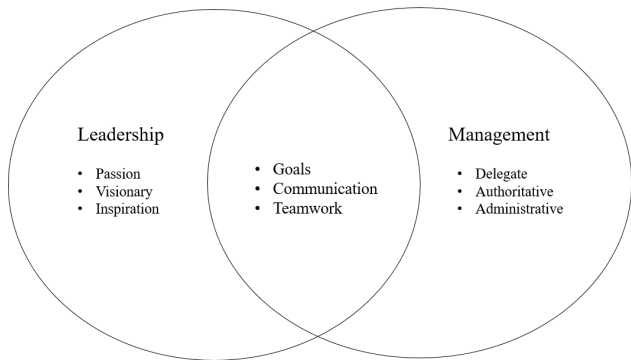 Leadership
• Passion
• Visionary
• Inspiration
• Goals
• Communication
• Teamwork
Management
• Delegate
• Authoritative
• Administrative